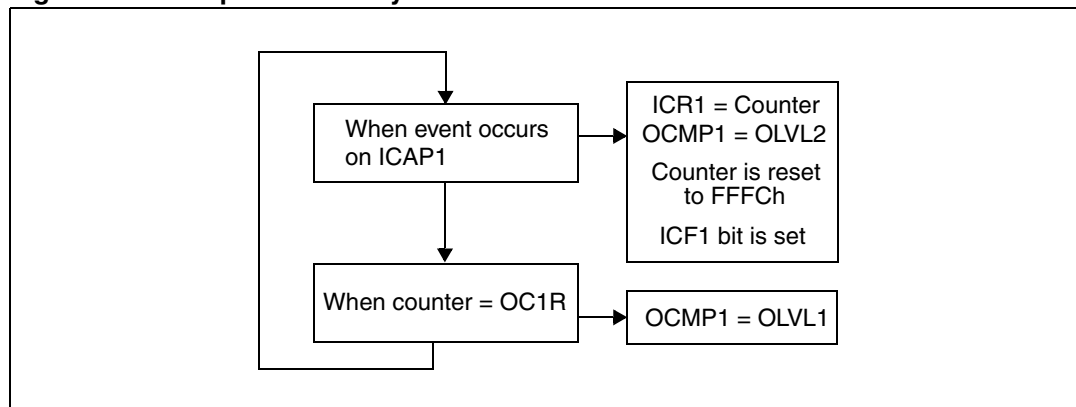 When event occurs
on ICAP1
ICR1 = Counter
OCMP1 = OLVL2
Counter is reset
to FFFCh
ICF1 bit is set
When counter = OC1R
OCMP1 = OLVL1